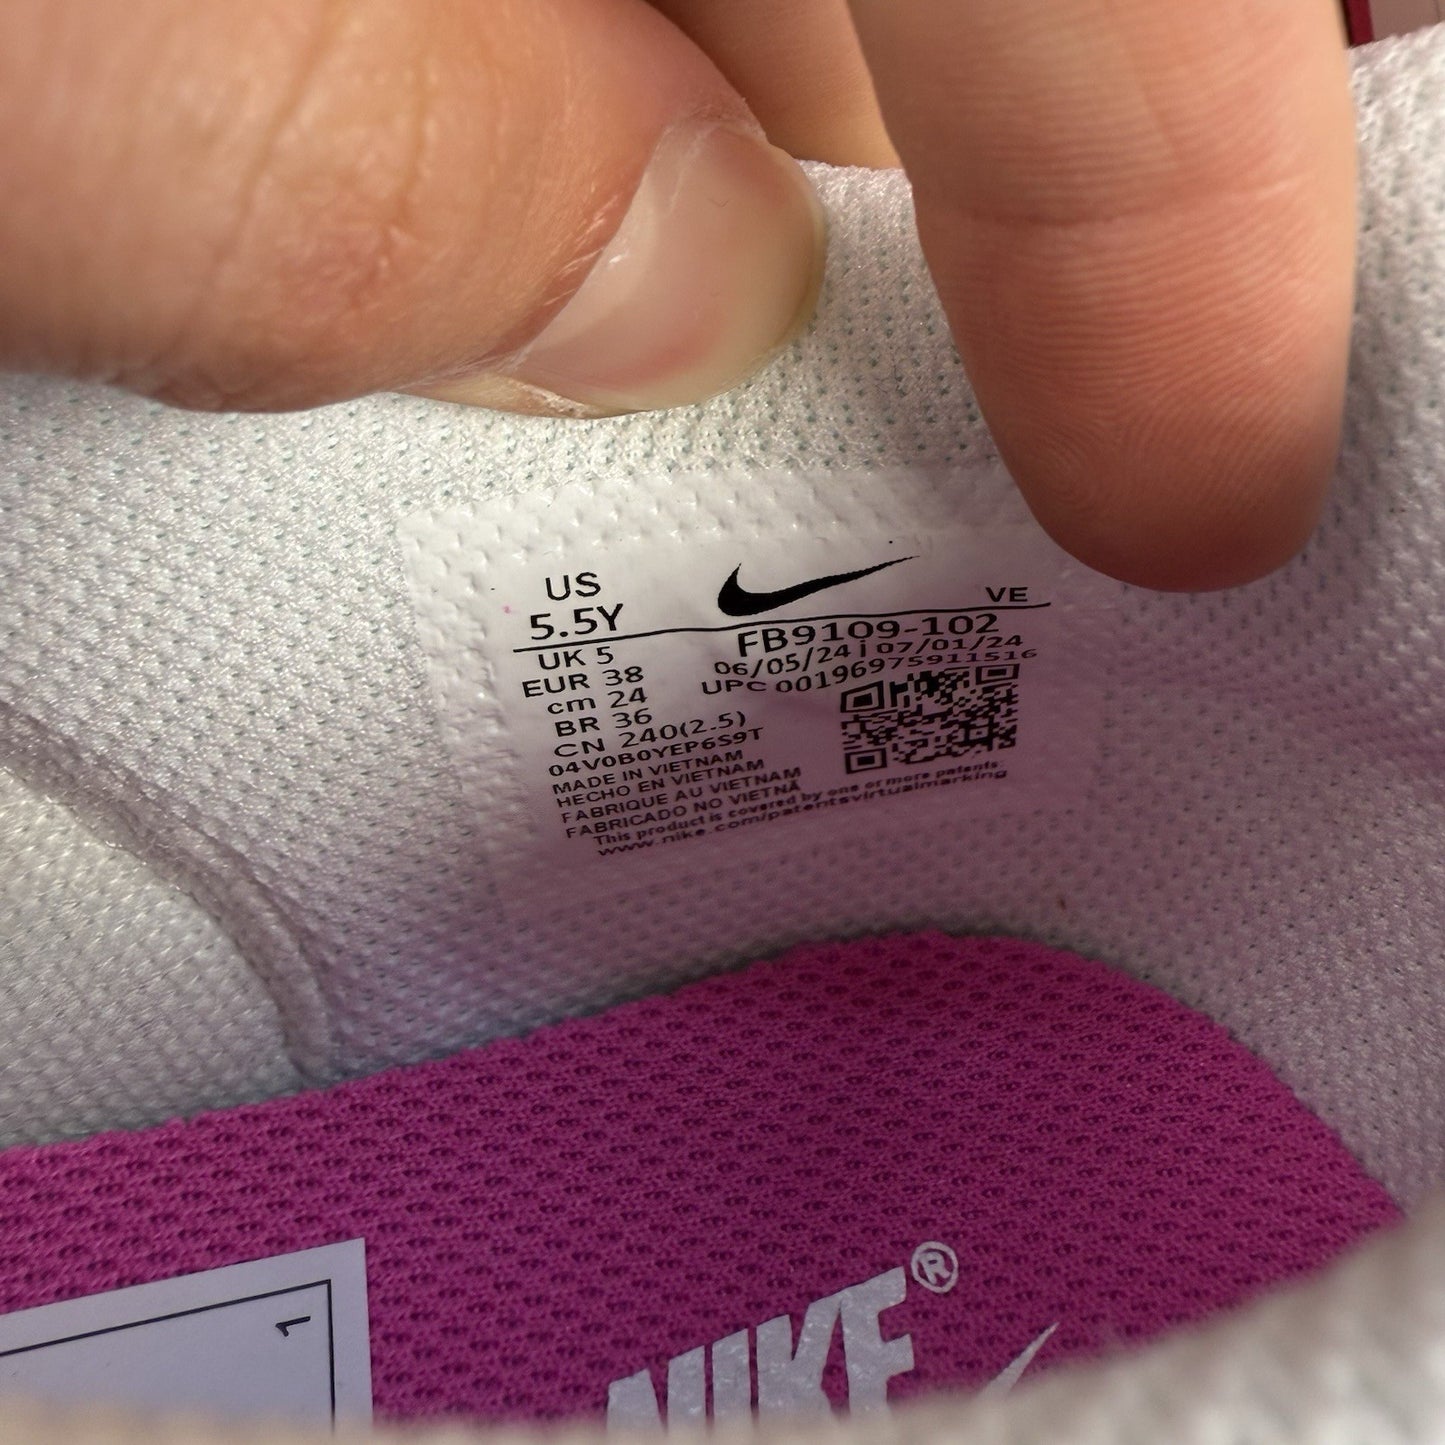 US
5.5Y
VE
UK 5
EUR 38
cm 24
BR 36
CN 240(2.5)
04V0B0YEP6S9T
MADE IN VIETNAM
HECHO EN VIETNAM
FABRIQUE AU VIETNAM
FABRICADO NO VIETNÃ
This product is covered by one or more patents
www.nike.com/patentsvirtualmarking
FB9109-102
06/05/24 | 07/01/24
UPC 00196975911516
NIKE®
1